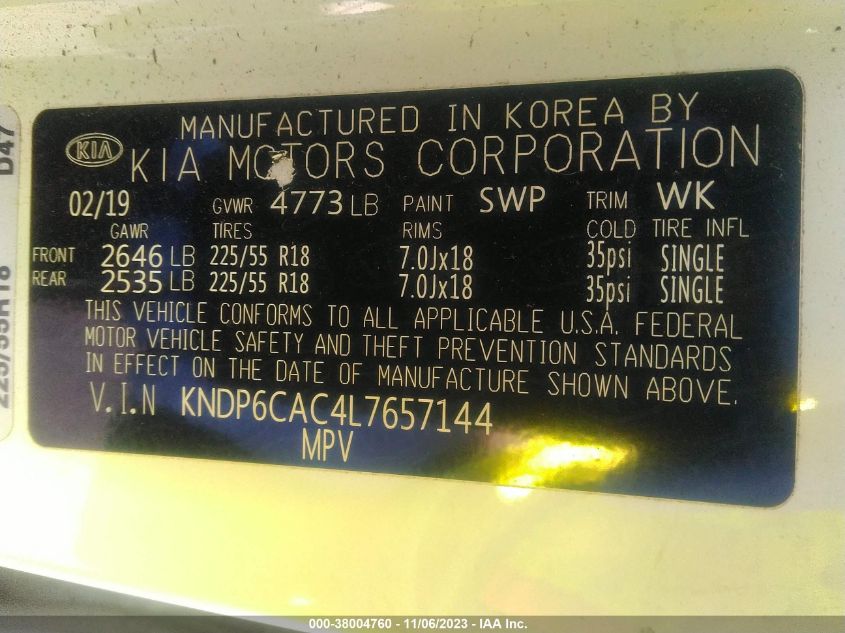 MANUFACTURED IN KOREA BY
KIA KIA MOTORS CORPORATION
02/19 GVWR 4773 LB PAINT SWP TRIM WK
GAWR TIRES RIMS COLD TIRE INFL
FRONT 2646 LB 225/55 R18 7.0Jx18 35psi SINGLE
REAR 2535 LB 225/55 R18 7.0Jx18 35psi SINGLE
THIS VEHICLE CONFORMS TO ALL APPLICABLE U.S.A. FEDERAL
MOTOR VEHICLE SAFETY AND THEFT PREVENTION STANDARDS
IN EFFECT ON THE DATE OF MANUFACTURE SHOWN ABOVE.
V.I.N KNDP6CAC4L7657144
MPV
225/55R18 D47
000-38004760 - 11/06/2023 - IAA Inc.